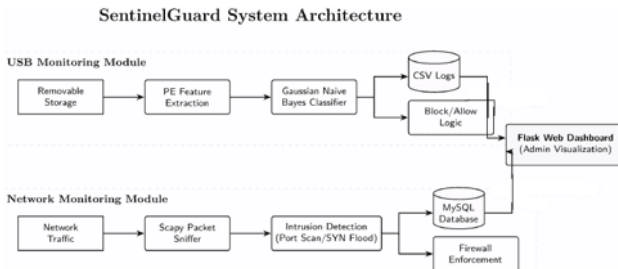 SentinelGuard System Architecture
USB Monitoring Module
Removable
Storage
PE Feature
Extraction
Gaussian Naive
Bayes Classifier
CSV Logs
Block/Allow
Logic
Flask Web Dashboard
(Admin Visualization)
Network Monitoring Module
Network
Traffic
Scapy Packet
Sniffer
Intrusion Detection
(Port Scan/SYN Flood)
MySQL
Database
Firewall
Enforcement